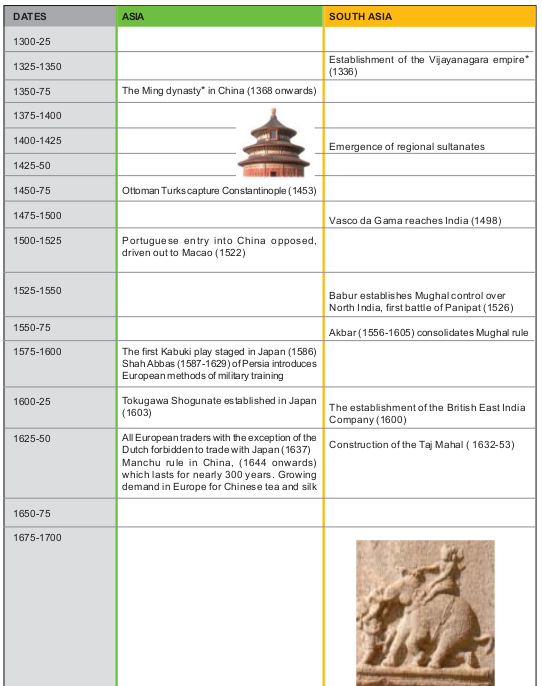 DATES ASIA SOUTH ASIA
1300-25
1325-1350 Establishment of the Vijayanagara empire*
(1336)
1350-75 The Ming dynasty* in China (1368 onwards)
1375-1400
1400-1425 Emergence of regional sultanates
1425-50
1450-75 Ottoman Turks capture Constantinople (1453)
1475-1500 Vasco da Gama reaches India (1498)
1500-1525 Portuguese entry into China opposed,
driven out to Macao (1522)
1525-1550 Babur establishes Mughal control over
North India, first battle of Panipat (1526)
1550-75 Akbar (1556-1605) consolidates Mughal rule
1575-1600 The first Kabuki play staged in Japan (1586)
Shah Abbas (1587-1629) of Persia introduces
European methods of military training
1600-25 Tokugawa Shogunate established in Japan
(1603)
The establishment of the British East India
Company (1600)
1625-50 All European traders with the exception of the
Dutch forbidden to trade with Japan (1637)
Manchu rule in China, (1644 onwards)
which lasts for nearly 300 years. Growing
demand in Europe for Chinese tea and silk
Construction of the Taj Mahal ( 1632-53)
1650-75
1675-1700